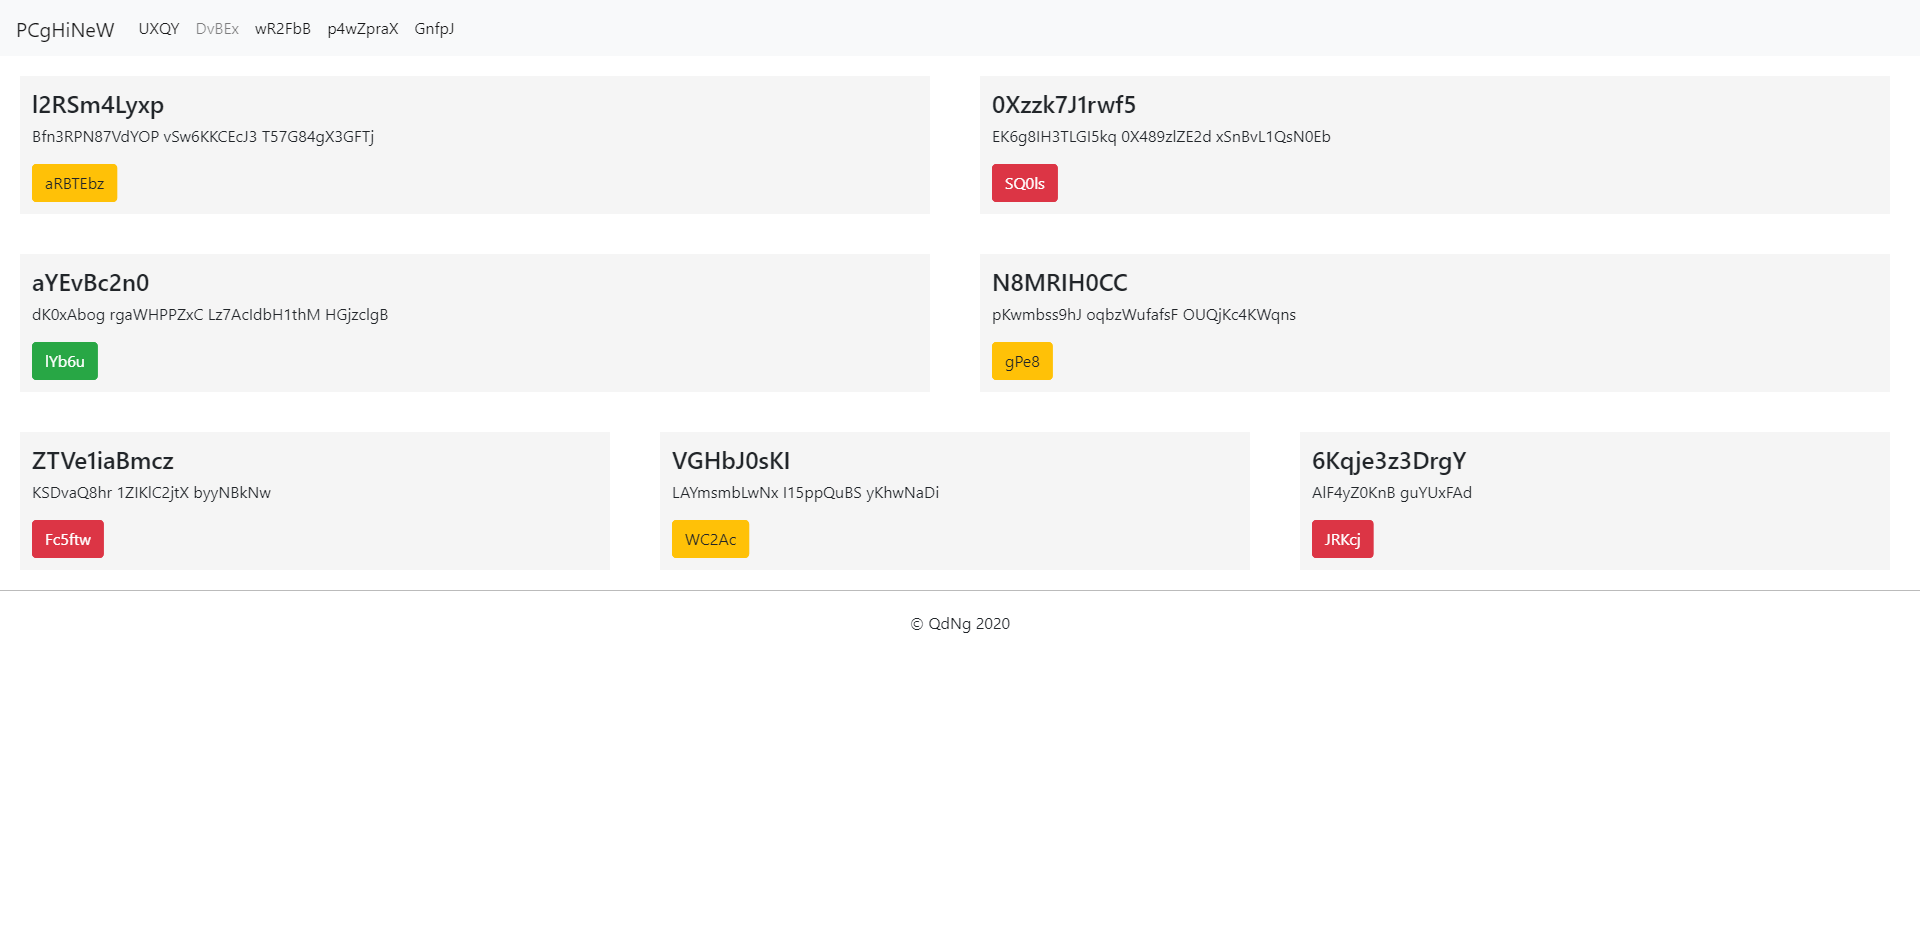 PCgHiNeW UXQY DvBEx wR2FbB p4wZpraX GnfpJ
l2RSm4Lyxp
Bfn3RPN87VdYOP vSw6KKCEcJ3 T57G84gX3GFTj
aRBTEbz
0Xzzk7J1rwf5
EK6g8IH3TLGI5kq 0X489zlZE2d xSnBvL1QsN0Eb
SQ0ls
aYEvBc2n0
dK0xAbog rgaWHPPZxC Lz7AcIdbH1thM HGjzclgB
lYb6u
N8MRIH0CC
pKwmbss9hJ oqbzWufafsF OUQjKc4KWqns
gPe8
ZTVe1iaBmcz
KSDvaQ8hr 1ZIKlC2jtX byyNBkNw
Fc5ftw
VGHbJ0sKI
LAYmsmbLwNx I15ppQuBS yKhwNaDi
WC2Ac
6Kqje3z3DrgY
AlF4yZ0KnB guYUxFAd
JRKcj
© QdNg 2020